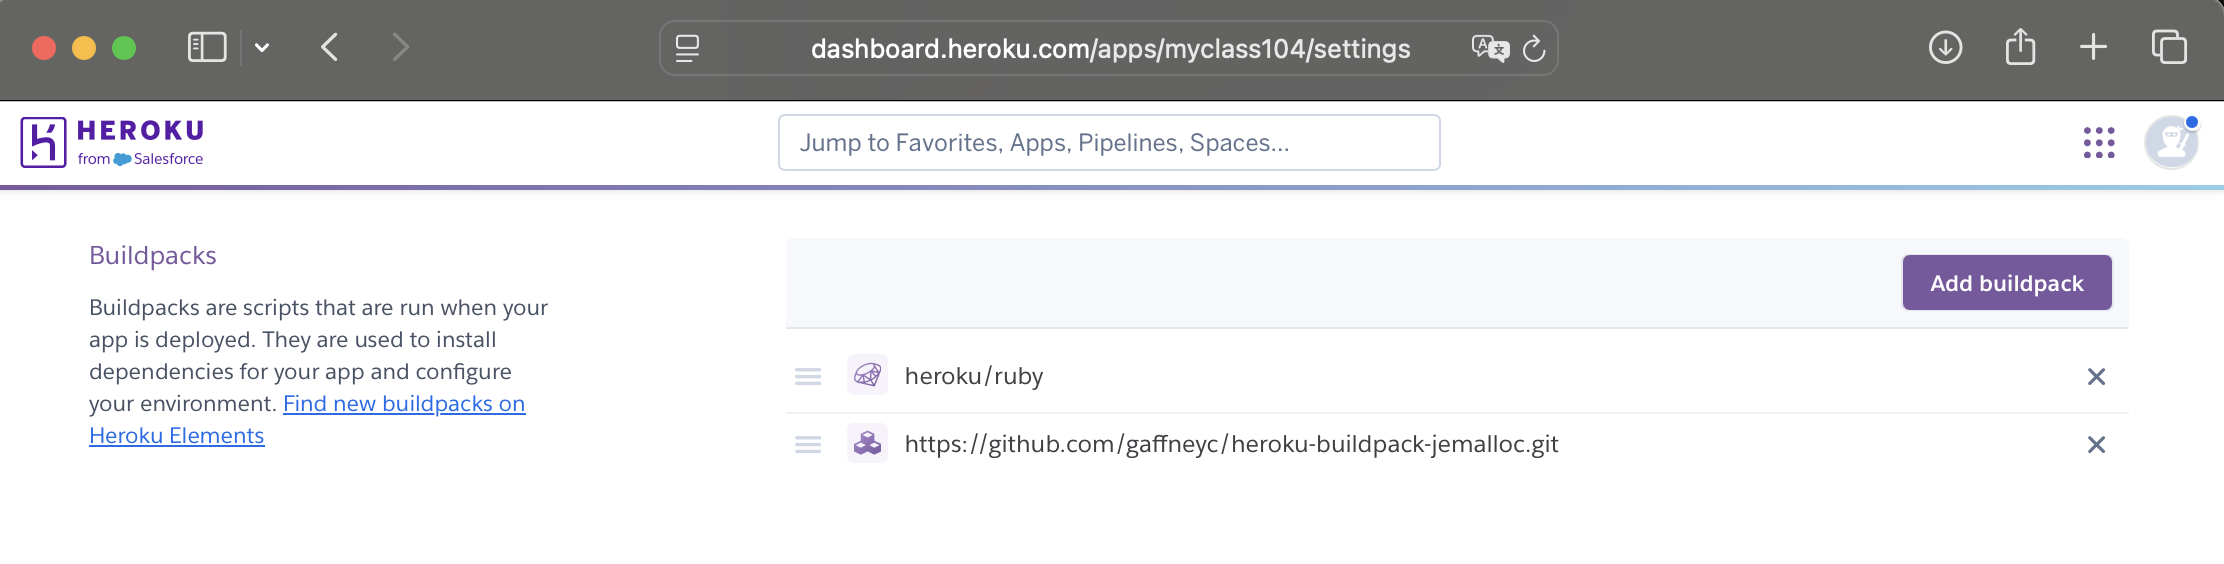 dashboard.heroku.com/apps/myclass104/settings
HEROKU
from Salesforce
Jump to Favorites, Apps, Pipelines, Spaces...
Buildpacks
Buildpacks are scripts that are run when your
app is deployed. They are used to install
dependencies for your app and configure
your environment. Find new buildpacks on
Heroku Elements
Add buildpack
heroku/ruby
https://github.com/gaffneyc/heroku-buildpack-jemalloc.git